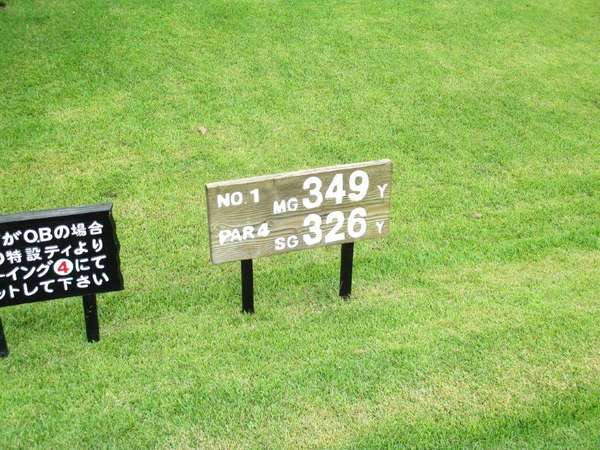 がO.Bの場合
の特設ティより
ーイング④にて
ットして下さい
NO.1 MG 349 Y
PAR4 SG 326 Y